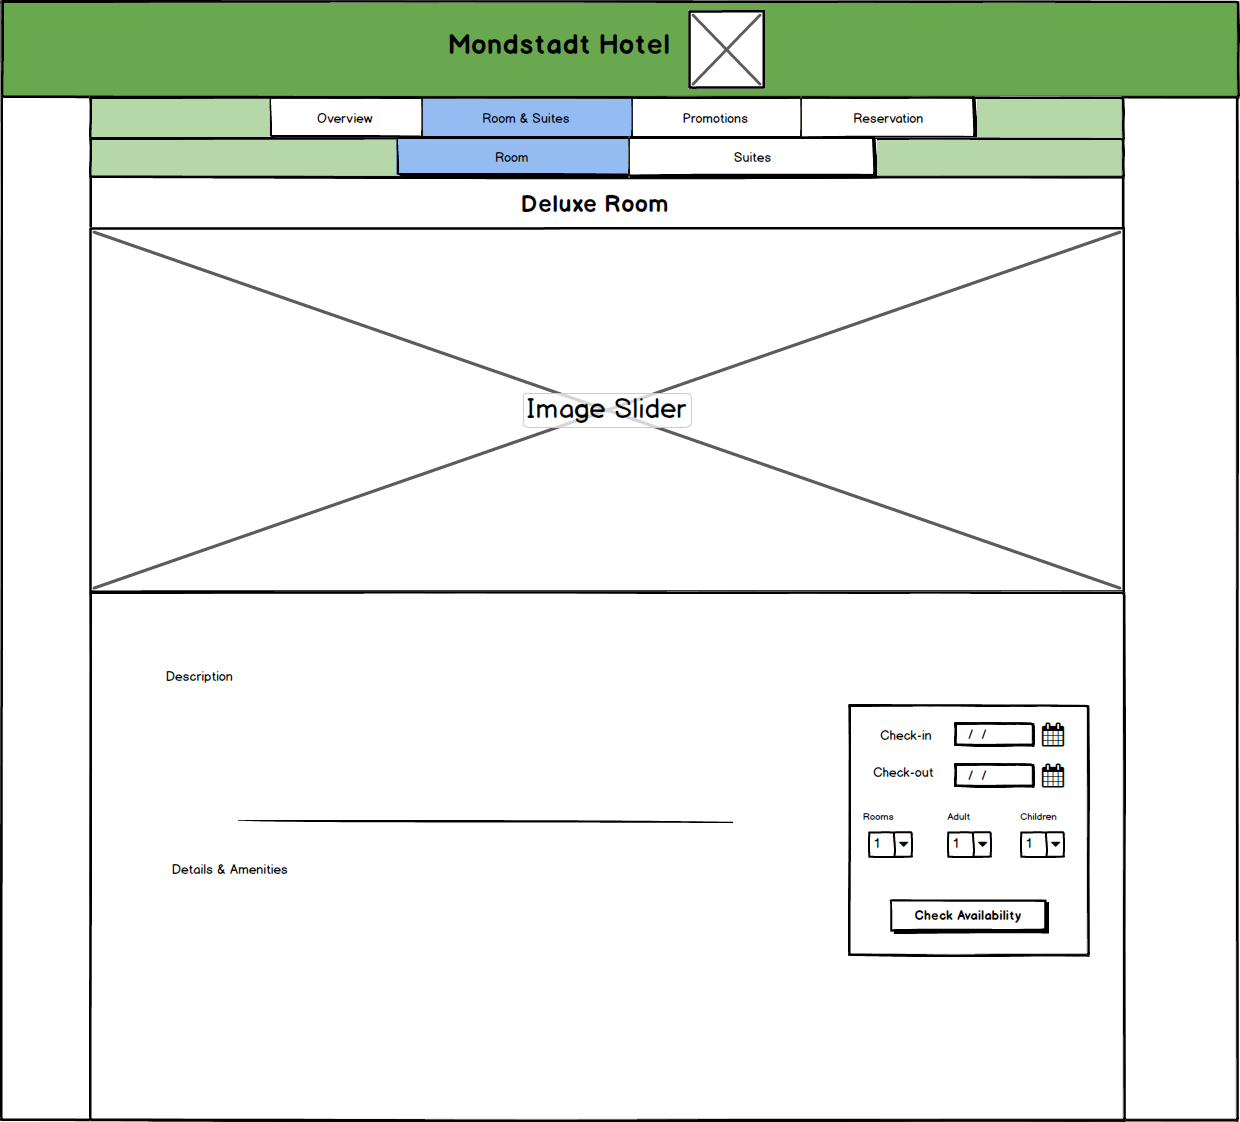 Mondstadt Hotel
Overview Room & Suites Promotions Reservation
Room Suites
Deluxe Room
Image Slider
Description
Check-in / /
Check-out / /
Rooms Adult Children
1 1 1
Details & Amenities
Check Availability